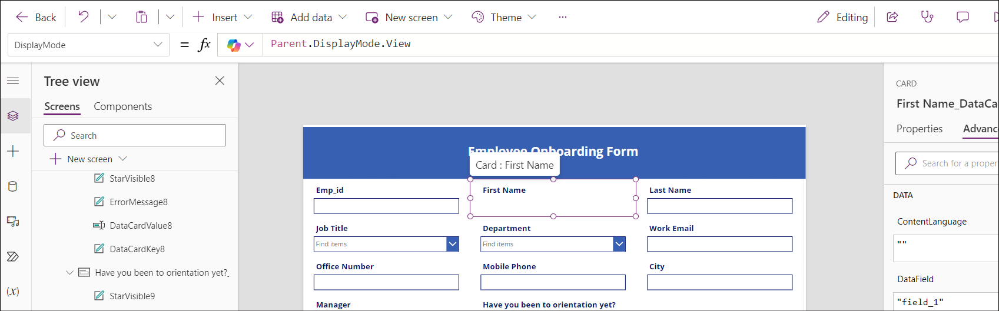 Back
Insert
Add data
New screen
Theme
...
Editing
DisplayMode
= fx
Parent.DisplayMode.View
Tree view
Screens
Components
Search
New screen
StarVisible8
ErrorMessage8
DataCardValue8
DataCardKey8
Have you been to orientation yet?_
StarVisible9
(x)
Employee Onboarding Form
Card : First Name
Emp_id
First Name
Last Name
Job Title
Department
Work Email
Find items
Find items
Office Number
Mobile Phone
City
Manager
Have you been to orientation yet?
CARD
First Name_DataCa
Properties
Advance
Search for a proper
DATA
ContentLanguage
""
DataField
"field_1"